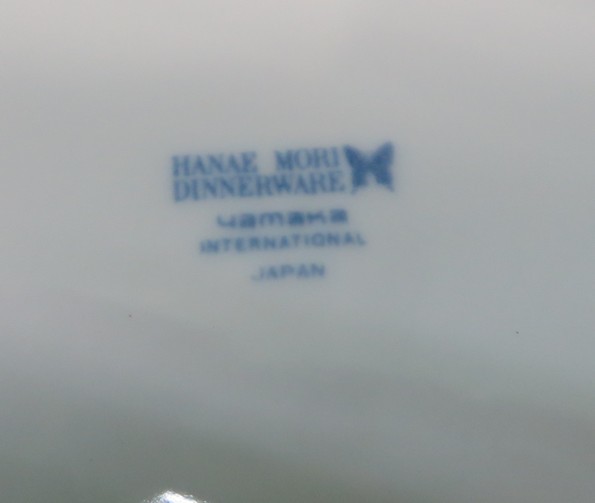 HANAE MORI
DINNERWARE
yamaka
INTERNATIONAL
JAPAN